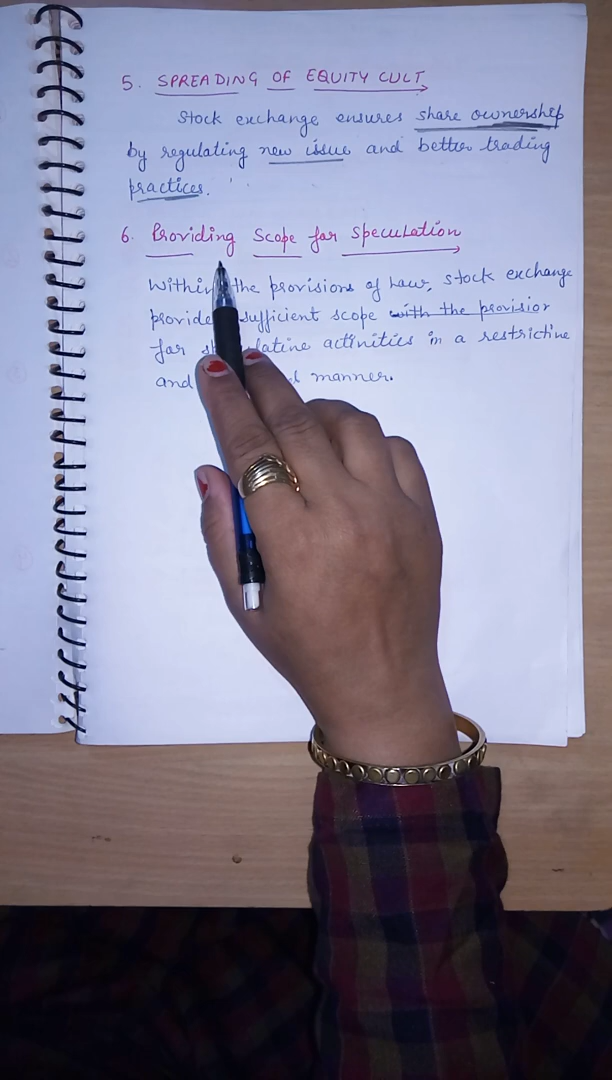 5. SPREADING OF EQUITY CULT
Stock exchange ensures share ownership
by regulating new issue and better trading
practices.
6. Providing Scope for Speculation
Within the provisions of Law, stock exchange
provide sufficient scope with the provision
for activities in a restrictive
and manner.